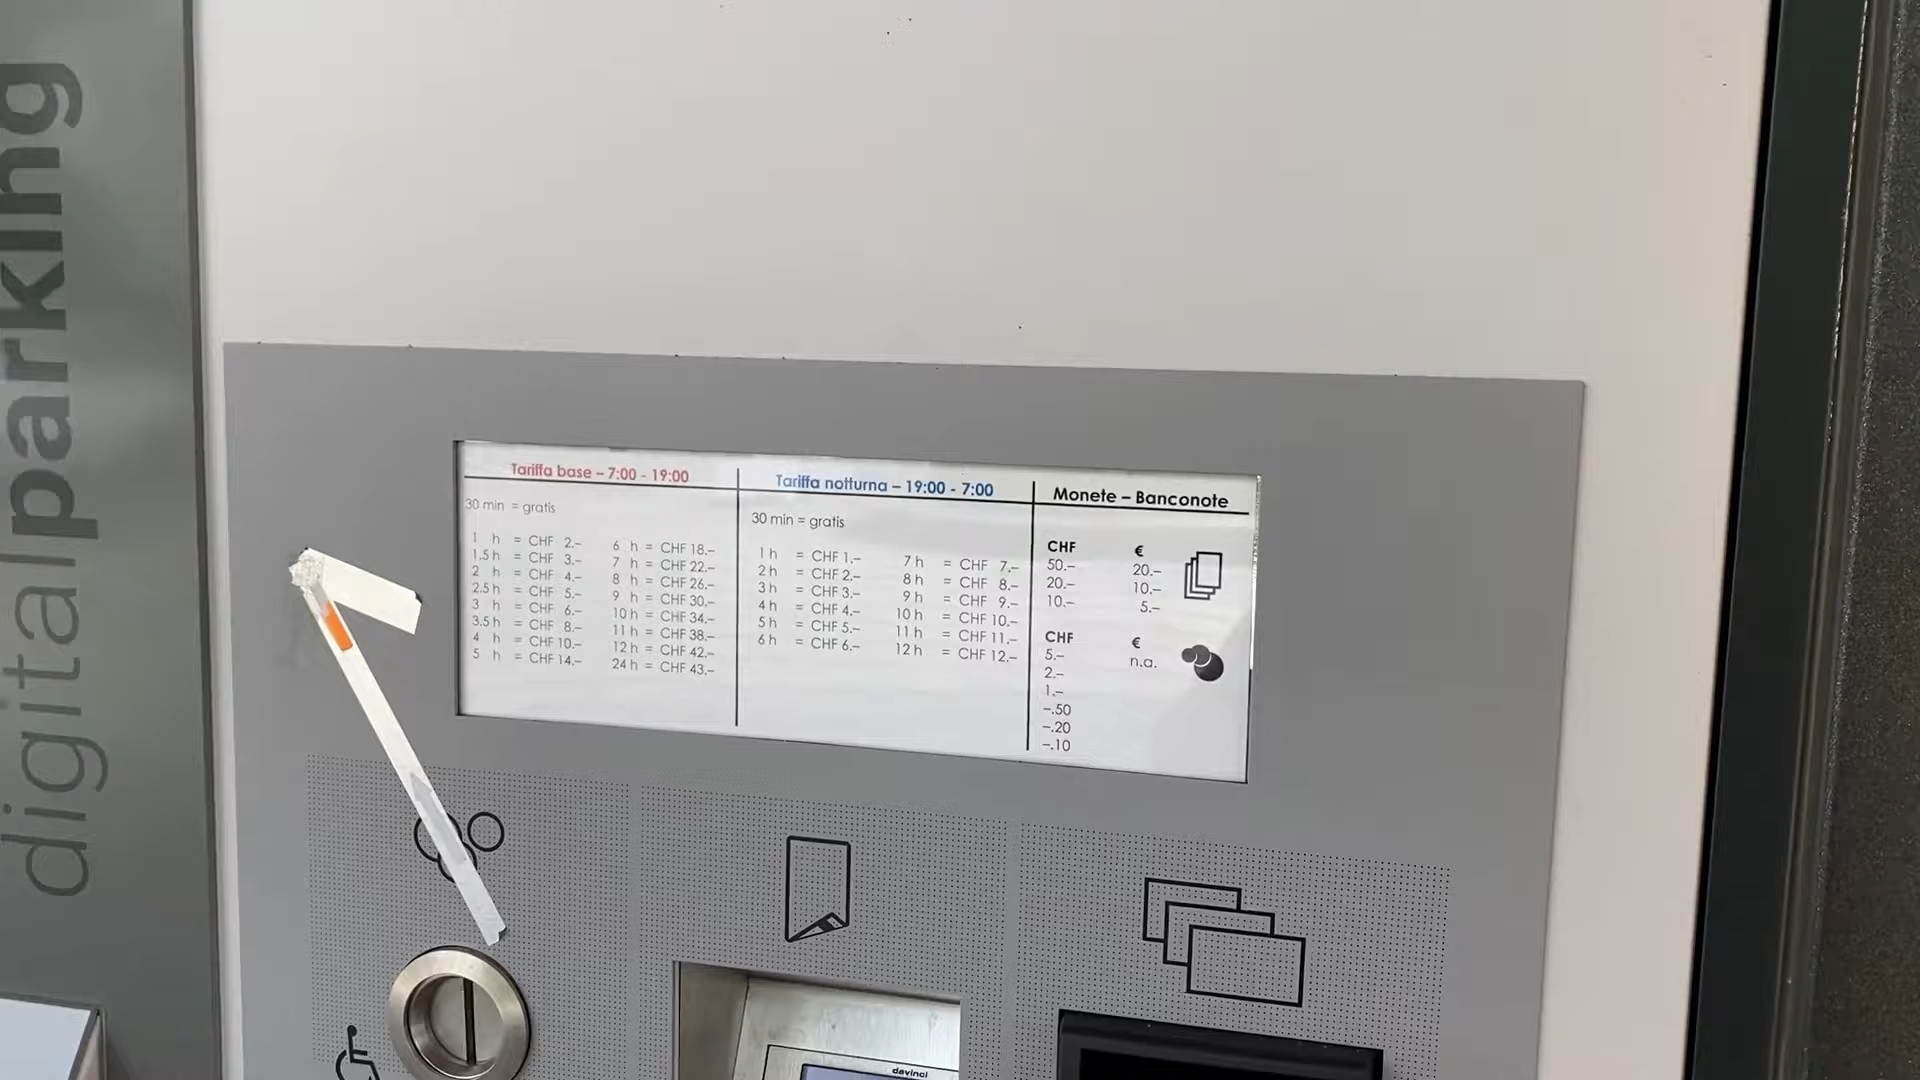 digitalparking
Tariffa base – 7:00 - 19:00
30 min = gratis
1 h = CHF 2.–
1.5 h = CHF 3.–
2 h = CHF 4.–
2.5 h = CHF 5.–
3 h = CHF 6.–
3.5 h = CHF 8.–
4 h = CHF 10.–
5 h = CHF 14.–
6 h = CHF 18.–
7 h = CHF 22.–
8 h = CHF 26.–
9 h = CHF 30.–
10 h = CHF 34.–
11 h = CHF 38.–
12 h = CHF 42.–
24 h = CHF 43.–
Tariffa notturna – 19:00 - 7:00
30 min = gratis
1 h = CHF 1.–
2 h = CHF 2.–
3 h = CHF 3.–
4 h = CHF 4.–
5 h = CHF 5.–
6 h = CHF 6.–
7 h = CHF 7.–
8 h = CHF 8.–
9 h = CHF 9.–
10 h = CHF 10.–
11 h = CHF 11.–
12 h = CHF 12.–
Monete – Banconote
CHF €
50.– 20.–
20.– 10.–
10.– 5.–
CHF €
5.– n.a.
2.–
1.–
–.50
–.20
–.10
davinci